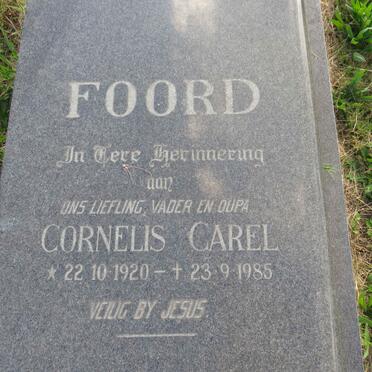 FOORD
In Tere Herinnering
aan
ONS LIEFLING, VADER EN OUPA
CORNELIS CAREL
* 22·10·1920 – † 23·9·1985
VEILIG BY JESUS